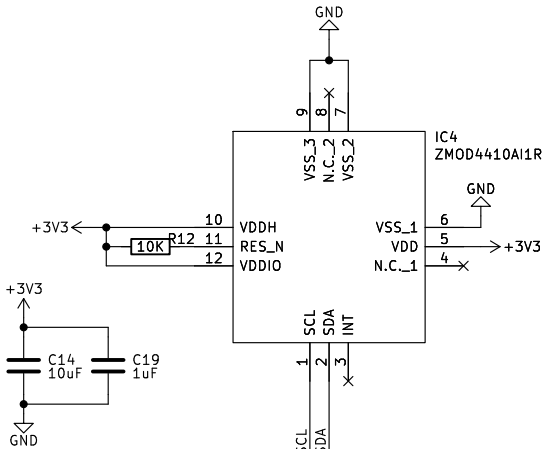 GND
9
8
7
VSS_3
N.C._2
VSS_2
IC4
ZMOD4410AI1R
GND
+3V3
10
VDDH
VSS_1
6
R12
10K
11
RES_N
VDD
5
+3V3
12
VDDIO
N.C._1
4
+3V3
SCL
SDA
INT
1
2
3
C14
10uF
C19
1uF
GND
SCL
SDA